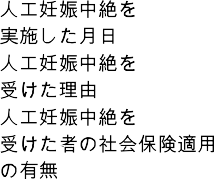 人工妊娠中絶を
実施した月日
人工妊娠中絶を
受けた理由
人工妊娠中絶を
受けた者の社会保険適用
の有無